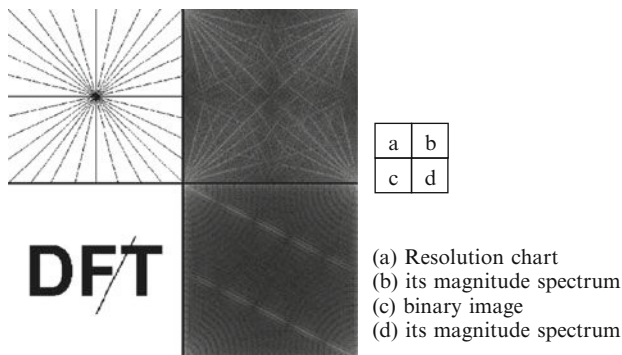 a b
c d
DFT
(a) Resolution chart
(b) its magnitude spectrum
(c) binary image
(d) its magnitude spectrum